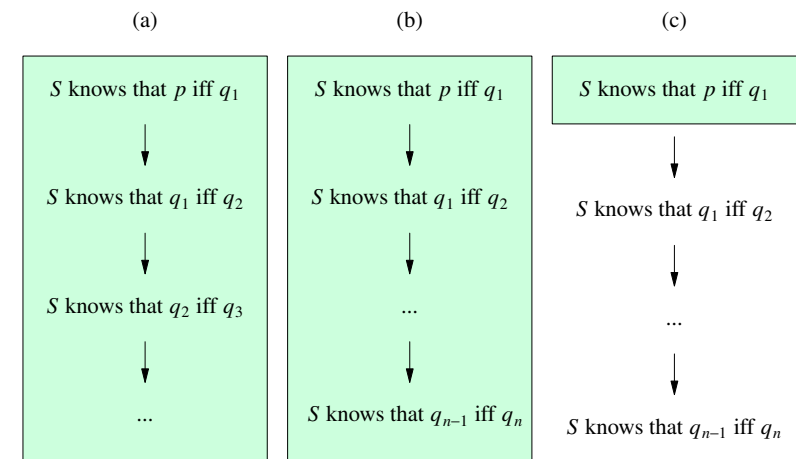 (a)
S knows that p iff q₁
S knows that q₁ iff q₂
S knows that q₂ iff q₃
...
(b)
S knows that p iff q₁
S knows that q₁ iff q₂
...
S knows that qₙ₋₁ iff qₙ
(c)
S knows that p iff q₁
S knows that q₁ iff q₂
...
S knows that qₙ₋₁ iff qₙ